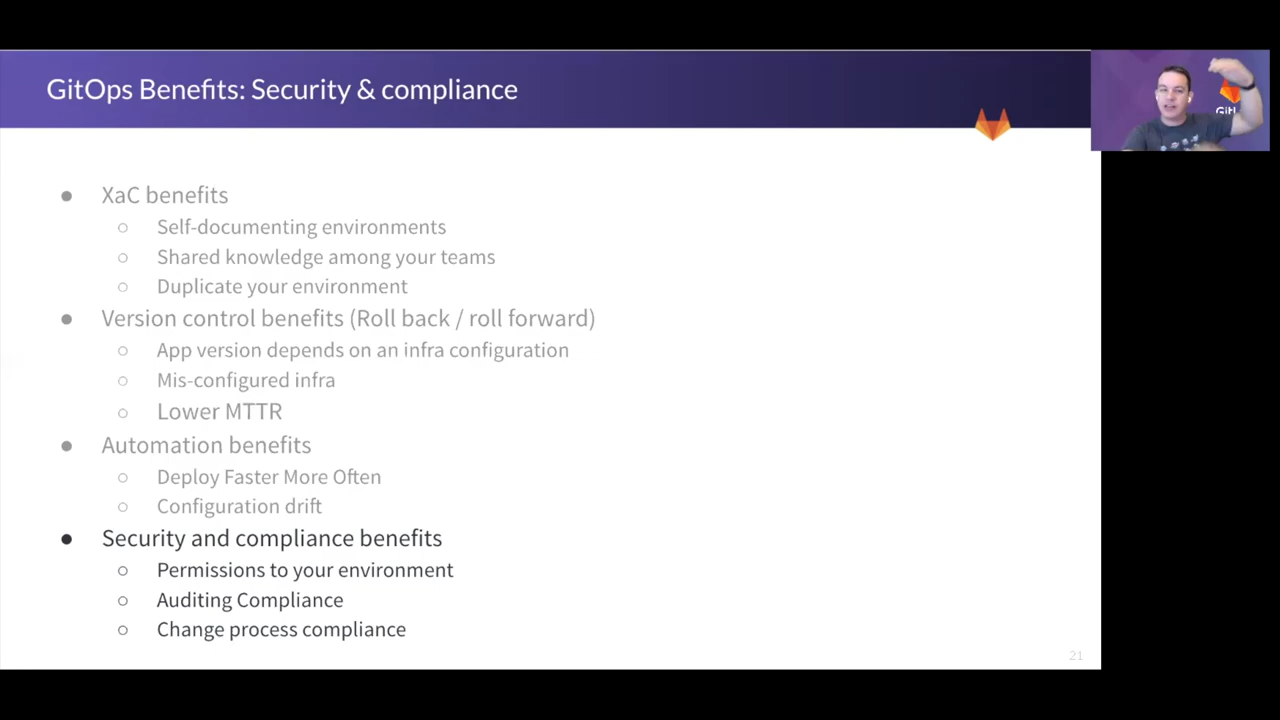 GitOps Benefits: Security & compliance
● XaC benefits
○ Self-documenting environments
○ Shared knowledge among your teams
○ Duplicate your environment
● Version control benefits (Roll back / roll forward)
○ App version depends on an infra configuration
○ Mis-configured infra
○ Lower MTTR
● Automation benefits
○ Deploy Faster More Often
○ Configuration drift
● Security and compliance benefits
○ Permissions to your environment
○ Auditing Compliance
○ Change process compliance
21